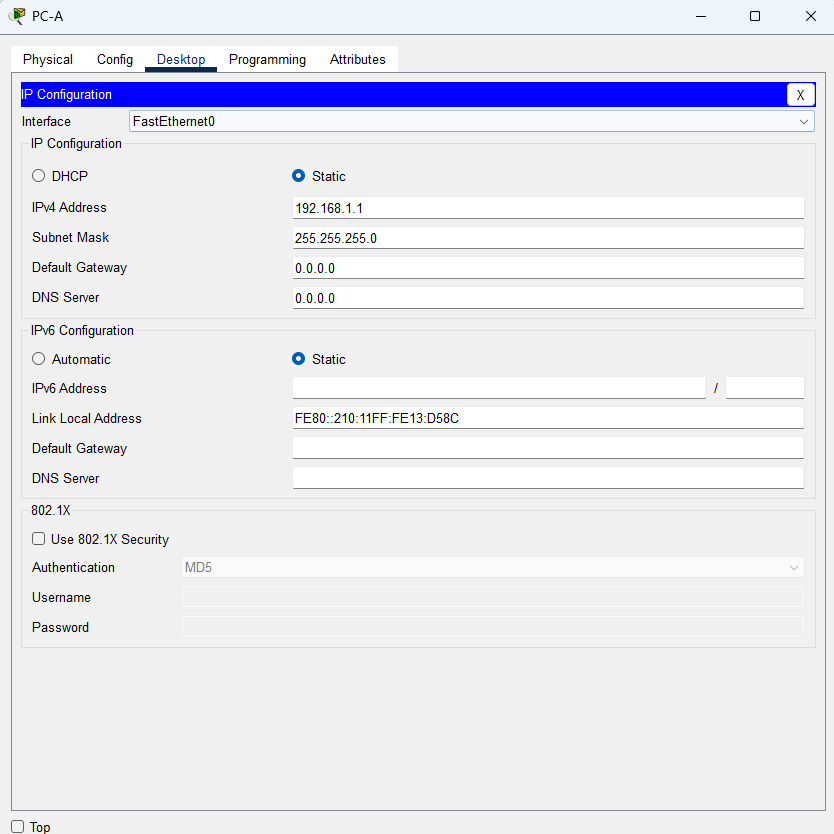 PC-A
Physical Config Desktop Programming Attributes
IP Configuration X
Interface FastEthernet0
IP Configuration
DHCP Static
IPv4 Address 192.168.1.1
Subnet Mask 255.255.255.0
Default Gateway 0.0.0.0
DNS Server 0.0.0.0
IPv6 Configuration
Automatic Static
IPv6 Address /
Link Local Address FE80::210:11FF:FE13:D58C
Default Gateway
DNS Server
802.1X
Use 802.1X Security
Authentication MD5
Username
Password
Top